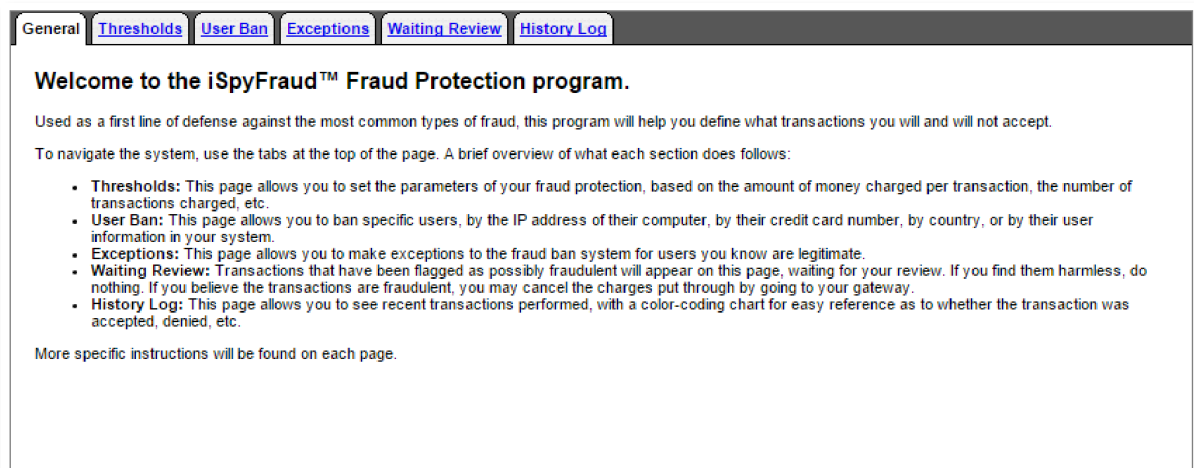 General Thresholds User Ban Exceptions Waiting Review History Log
Welcome to the iSpyFraud™ Fraud Protection program.
Used as a first line of defense against the most common types of fraud, this program will help you define what transactions you will and will not accept.
To navigate the system, use the tabs at the top of the page. A brief overview of what each section does follows:
• Thresholds: This page allows you to set the parameters of your fraud protection, based on the amount of money charged per transaction, the number of
transactions charged, etc.
• User Ban: This page allows you to ban specific users, by the IP address of their computer, by their credit card number, by country, or by their user
information in your system.
• Exceptions: This page allows you to make exceptions to the fraud ban system for users you know are legitimate.
• Waiting Review: Transactions that have been flagged as possibly fraudulent will appear on this page, waiting for your review. If you find them harmless, do
nothing. If you believe the transactions are fraudulent, you may cancel the charges put through by going to your gateway.
• History Log: This page allows you to see recent transactions performed, with a color-coding chart for easy reference as to whether the transaction was
accepted, denied, etc.
More specific instructions will be found on each page.